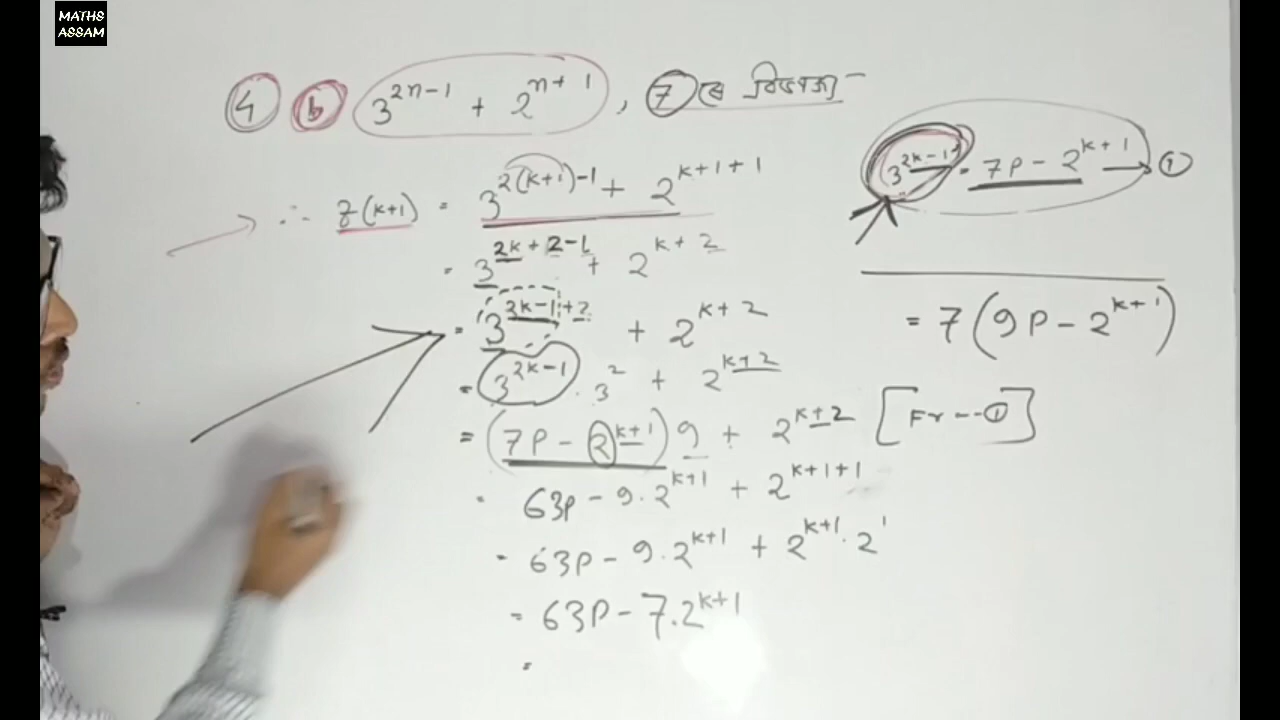 MATHS
ASSAM
4 b 3^{2n-1} + 2^{n+1}, 7 ৰে বিভাজ্য
∴ z(k+1) = 3^{2(k+1)-1} + 2^{k+1+1}
= 3^{2k+2-1} + 2^{k+2}
= 3^{2k-1+2} + 2^{k+2}
= 3^{2k-1} . 3^2 + 2^{k+2}
= (7P - 2^{k+1}) 9 + 2^{k+2} [Fr---①]
= 63P - 9.2^{k+1} + 2^{k+1+1}
= 63P - 9.2^{k+1} + 2^{k+1}.2^1
= 63P - 7.2^{k+1}
=
3^{2k-1} = 7P - 2^{k+1} → ①
= 7(9P - 2^{k+1})